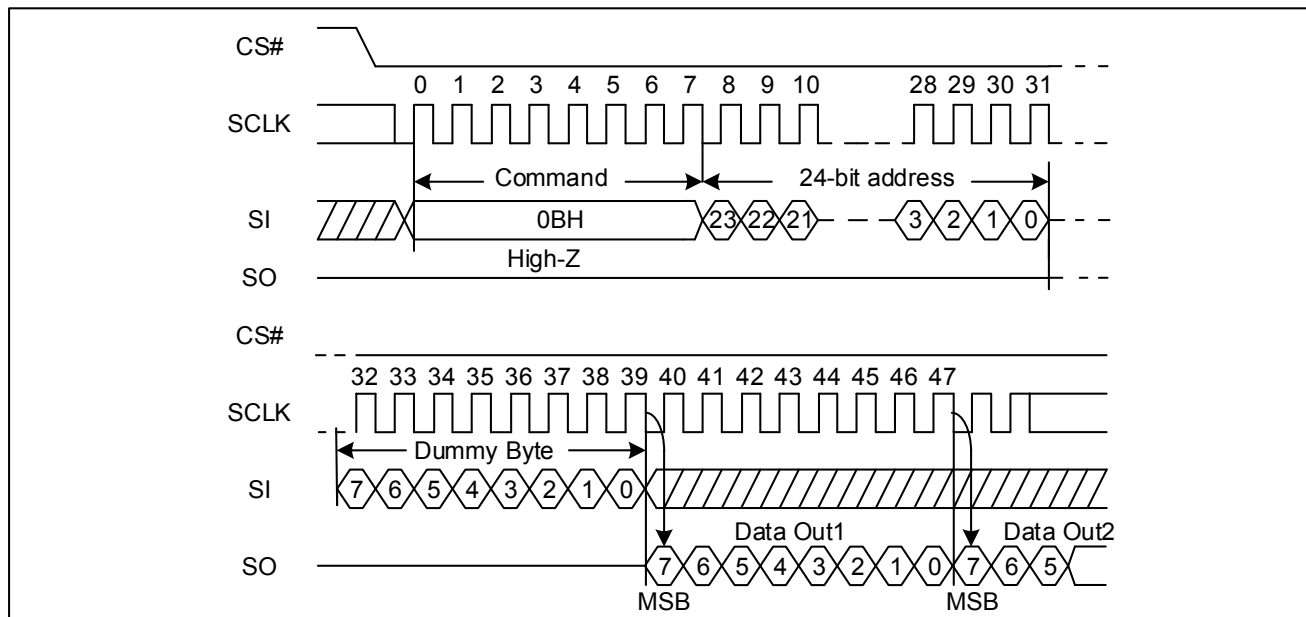 CS#
0 1 2 3 4 5 6 7 8 9 10 28 29 30 31
SCLK
Command 24-bit address
SI 0BH 23 22 21 3 2 1 0
High-Z
SO
CS#
32 33 34 35 36 37 38 39 40 41 42 43 44 45 46 47
SCLK
Dummy Byte
SI 7 6 5 4 3 2 1 0
Data Out1 Data Out2
SO 7 6 5 4 3 2 1 0 7 6 5
MSB MSB